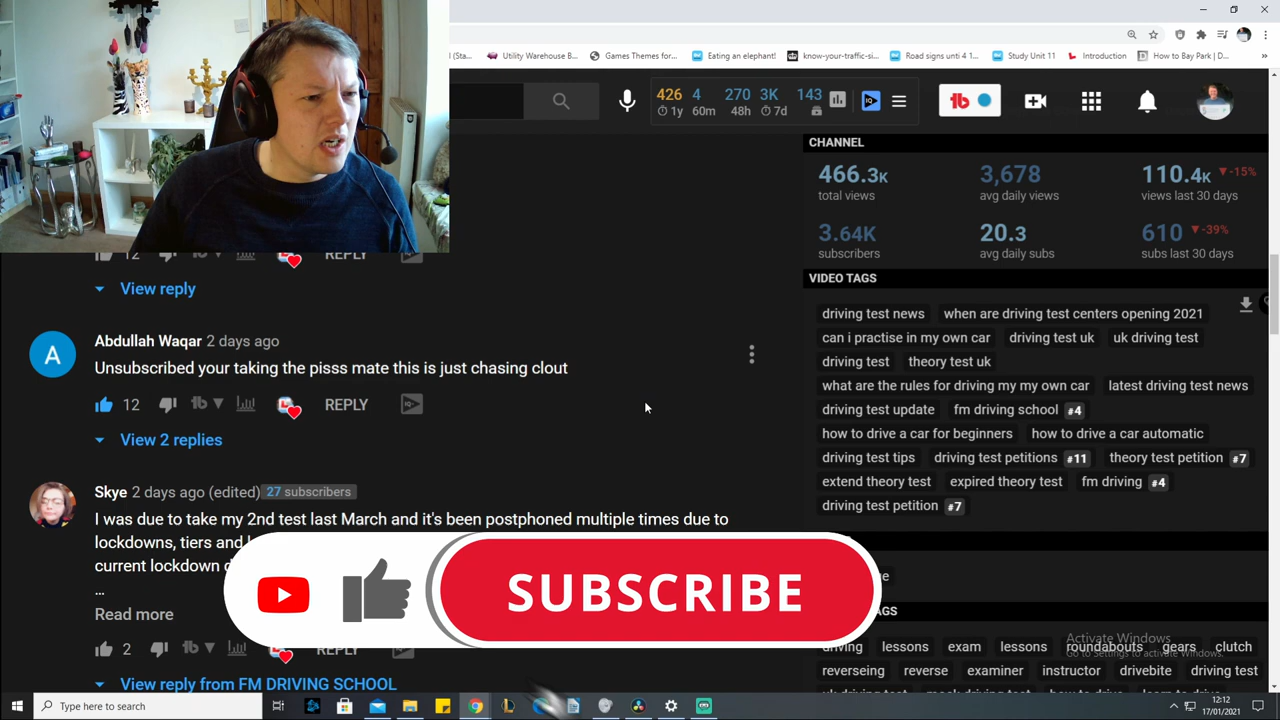 (Sta...
Utility Warehouse B...
Games Themes for...
Eating an elephant!
know-your-traffic-si...
Road signs unti 4 1...
Study Unit 11
Introduction
How to Bay Park | D...
426 4 270 3K 143
1y 60m 48h 7d
CHANNEL
466.3K 3,678 110.4K -15%
total views avg daily views views last 30 days
3.64K 20.3 610 -39%
subscribers avg daily subs subs last 30 days
VIDEO TAGS
driving test news when are driving test centers opening 2021
can i practise in my own car driving test uk uk driving test
driving test theory test uk
what are the rules for driving my my own car latest driving test news
driving test update fm driving school #4
how to drive a car for beginners how to drive a car automatic
driving test tips driving test petitions #11 theory test petition #7
extend theory test expired theory test fm driving #4
driving test petition #7
12 REPLY
View reply
A
Abdullah Waqar 2 days ago
Unsubscribed your taking the pisss mate this is just chasing clout
12 REPLY
View 2 replies
Skye 2 days ago (edited) 27 subscribers
I was due to take my 2nd test last March and it's been postphoned multiple times due to
lockdowns, tiers and
current lockdown
...
Read more
2 REPLY
View reply from FM DRIVING SCHOOL
SUBSCRIBE
AGS
driving lessons exam lessons roundabouts gears clutch
reverseing reverse examiner instructor drivebite driving test
Activate Windows
Go to Settings to activate Windows.
Type here to search
12:12
17/01/2021